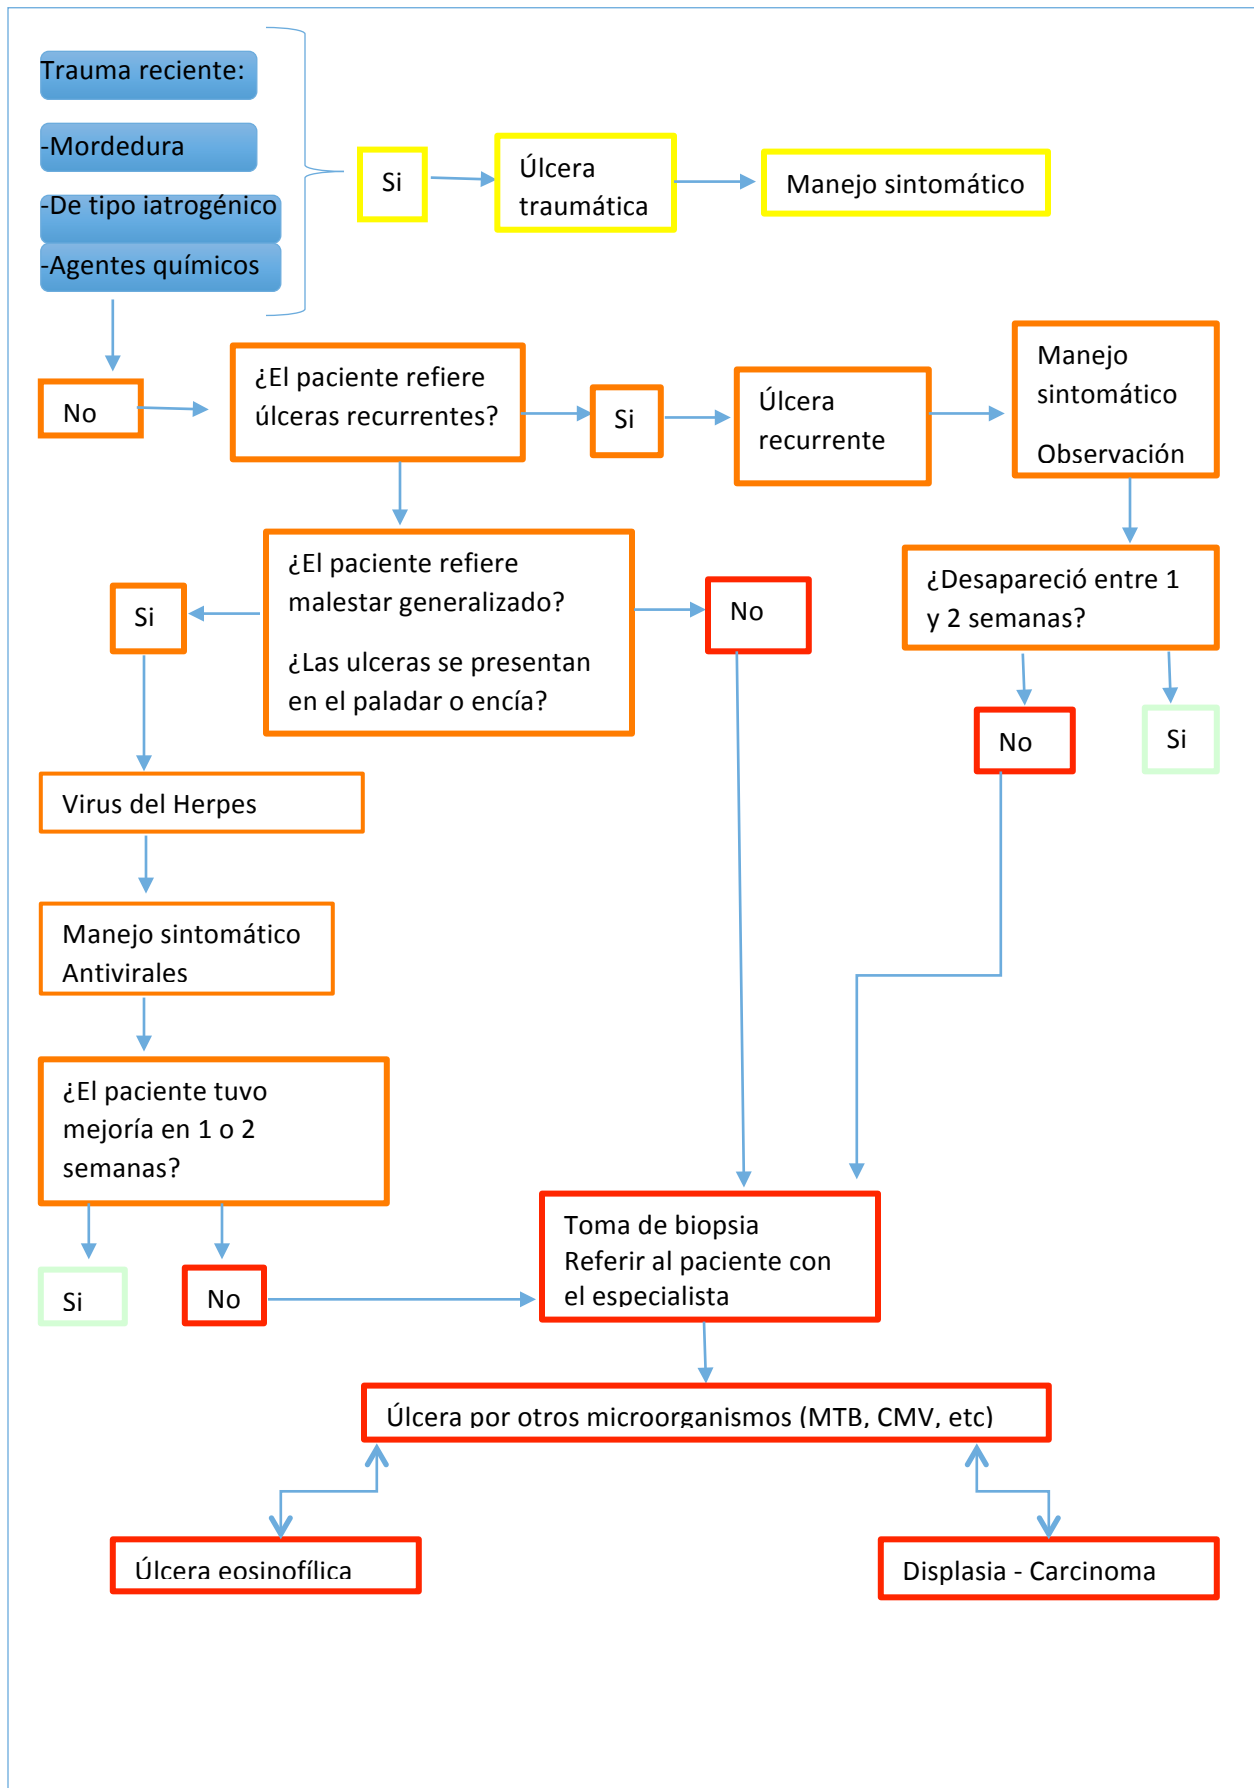 Trauma reciente:
-Mordedura
-De tipo iatrogénico
-Agentes químicos
Si
Úlcera
traumática
Manejo sintomático
No
¿El paciente refiere
úlceras recurrentes?
Si
Úlcera
recurrente
Manejo
sintomático
Observación
¿El paciente refiere
malestar generalizado?
¿Las ulceras se presentan
en el paladar o encía?
Si
No
¿Desapareció entre 1
y 2 semanas?
No
Si
Virus del Herpes
Manejo sintomático
Antivirales
¿El paciente tuvo
mejoría en 1 o 2
semanas?
Si
No
Toma de biopsia
Referir al paciente con
el especialista
Úlcera por otros microorganismos (MTB, CMV, etc)
Úlcera eosinofílica
Displasia - Carcinoma